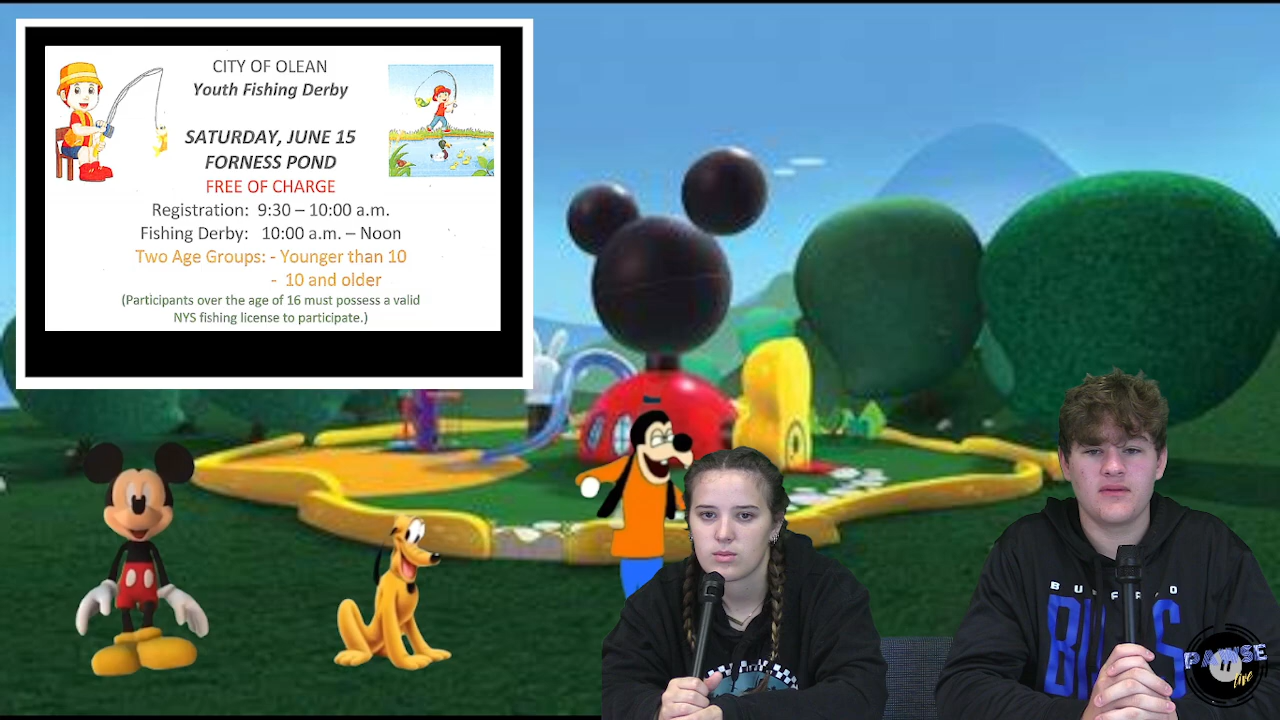 CITY OF OLEAN
Youth Fishing Derby
SATURDAY, JUNE 15
FORNESS POND
FREE OF CHARGE
Registration: 9:30 – 10:00 a.m.
Fishing Derby: 10:00 a.m. – Noon
Two Age Groups: - Younger than 10
- 10 and older
(Participants over the age of 16 must possess a valid
NYS fishing license to participate.)
BUFFALO
BILLS
PAWSE
live